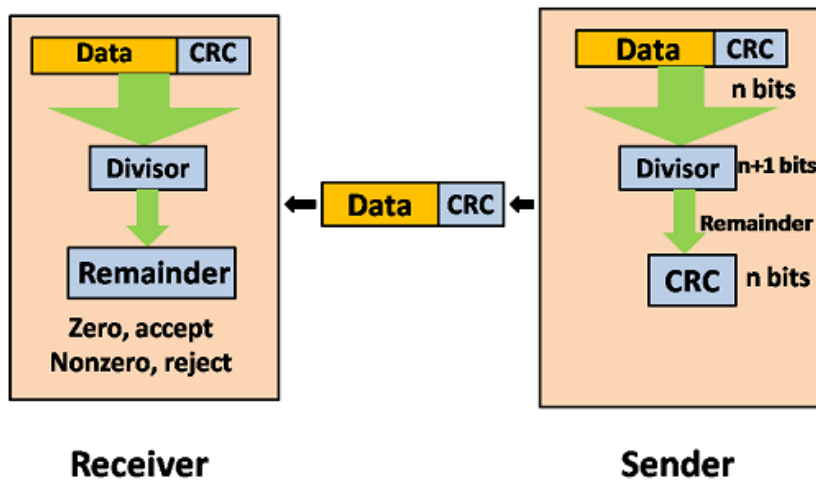 Data CRC
Divisor
Remainder
Zero, accept
Nonzero, reject
Receiver
Data CRC
Data CRC
n bits
Divisor n+1 bits
Remainder
CRC n bits
Sender